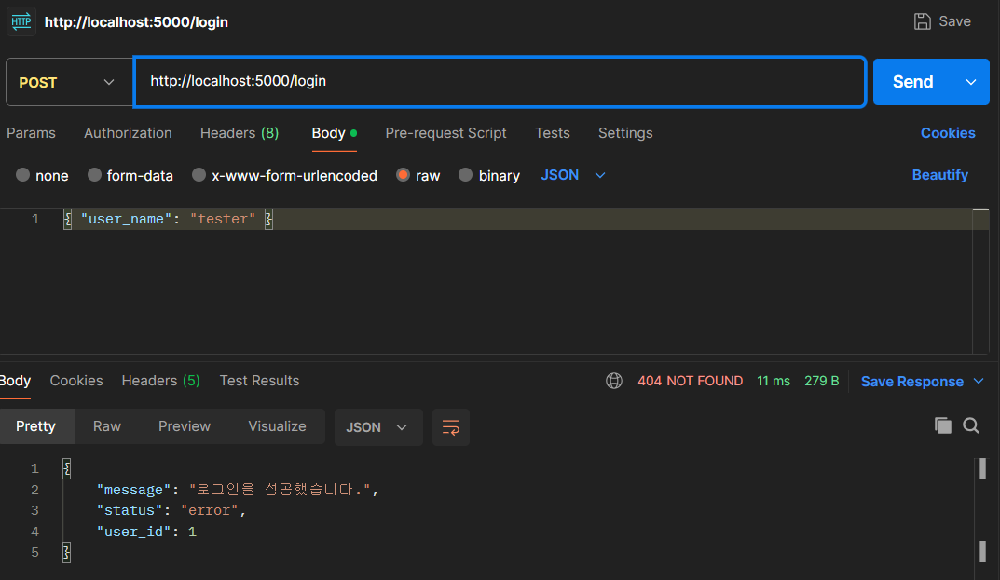 HTTP http://localhost:5000/login Save
POST http://localhost:5000/login Send
Params Authorization Headers (8) Body Pre-request Script Tests Settings Cookies
none form-data x-www-form-urlencoded raw binary JSON Beautify
1 { "user_name": "tester" }
Body Cookies Headers (5) Test Results 404 NOT FOUND 11 ms 279 B Save Response
Pretty Raw Preview Visualize JSON
1 {
2 "message": "로그인을 성공했습니다.",
3 "status": "error",
4 "user_id": 1
5 }